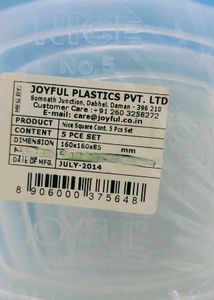 NICE
No.5
MFG BY
JOYFUL PLASTICS PVT. LTD
Somnath Junction, Dabhel, Daman - 396 210
Customer Care : +91 260 3258272
E-mail: care@joyful.co.in
PRODUCT Nice Square Cont. 5 Pcs Set
CONTENT 5 PCE SET
DIMENSION 160x160x85 mm
DATE OF MFG. JULY-2014
8 906000 375648